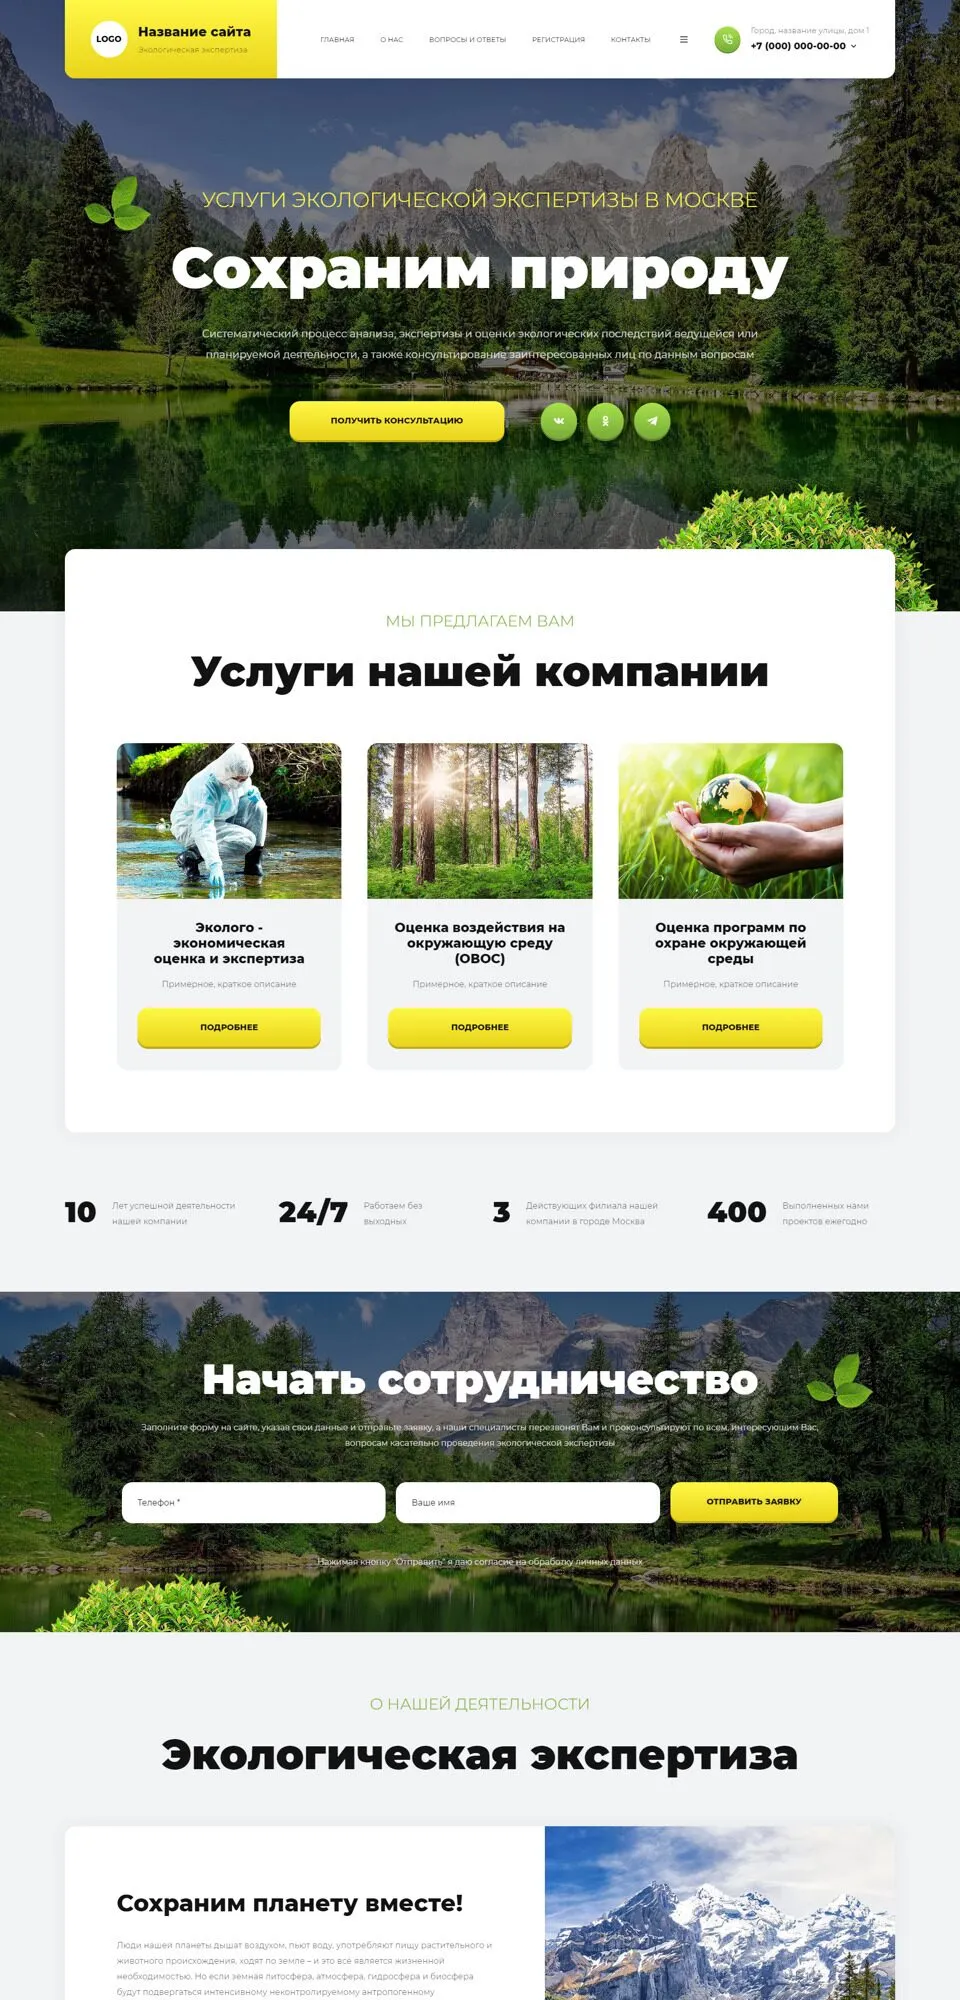 LOGO
Название сайта
Экологическая экспертиза
ГЛАВНАЯ
О НАС
ВОПРОСЫ И ОТВЕТЫ
РЕГИСТРАЦИЯ
КОНТАКТЫ
Город, название улицы, дом 1
+7 (000) 000-00-00
УСЛУГИ ЭКОЛОГИЧЕСКОЙ ЭКСПЕРТИЗЫ В МОСКВЕ
Сохраним природу
Систематический процесс анализа, экспертизы и оценки экологических последствий ведущейся или
планируемой деятельности, а также консультирование заинтересованных лиц по данным вопросам
ПОЛУЧИТЬ КОНСУЛЬТАЦИЮ
МЫ ПРЕДЛАГАЕМ ВАМ
Услуги нашей компании
Эколого -
экономическая
оценка и экспертиза
Примерное, краткое описание
ПОДРОБНЕЕ
Оценка воздействия на
окружающую среду
(ОВОС)
Примерное, краткое описание
ПОДРОБНЕЕ
Оценка программ по
охране окружающей
среды
Примерное, краткое описание
ПОДРОБНЕЕ
10
Лет успешной деятельности
нашей компании
24/7
Работаем без
выходных
3
Действующих филиала нашей
компании в городе Москва
400
Выполненных нами
проектов ежегодно
Начать сотрудничество
Заполните форму на сайте, указав свои данные и отправьте заявку, а наши специалисты перезвонят Вам и проконсультируют по всем, интересующим Вас,
вопросам касательно проведения экологической экспертизы
Телефон *
Ваше имя
ОТПРАВИТЬ ЗАЯВКУ
Нажимая кнопку "Отправить" я даю согласие на обработку личных данных
О НАШЕЙ ДЕЯТЕЛЬНОСТИ
Экологическая экспертиза
Сохраним планету вместе!
Люди нашей планеты дышат воздухом, пьют воду, употребляют пищу растительного и
животного происхождения, ходят по земле – и это всё является жизненной
необходимостью. Но если земная литосфера, атмосфера, гидросфера и биосфера
будут подвергаться интенсивному неконтролируемому антропогенному